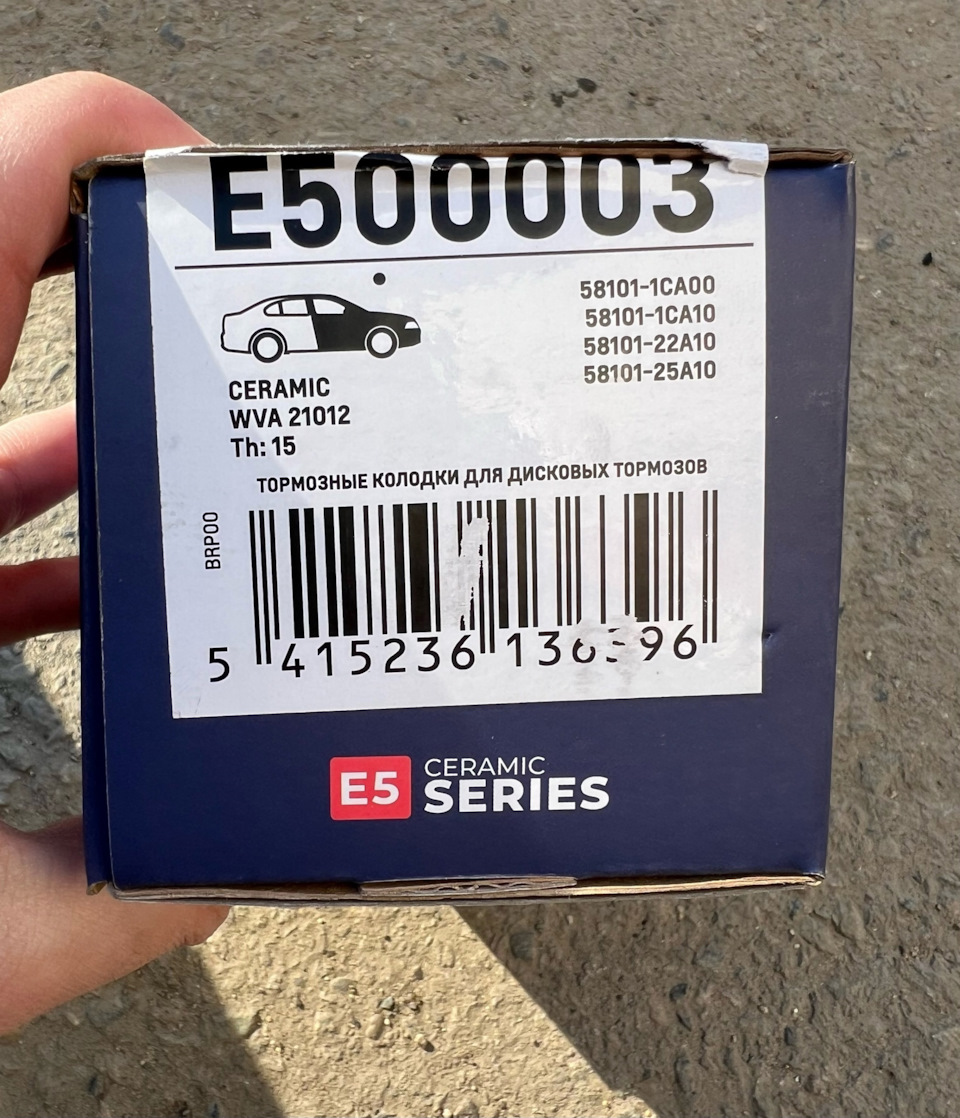 E500003
58101-1CA00
58101-1CA10
58101-22A10
58101-25A10
CERAMIC
WVA 21012
Th: 15
ТОРМОЗНЫЕ КОЛОДКИ ДЛЯ ДИСКОВЫХ ТОРМОЗОВ
BRP00
5 415236
E5 CERAMIC
SERIES